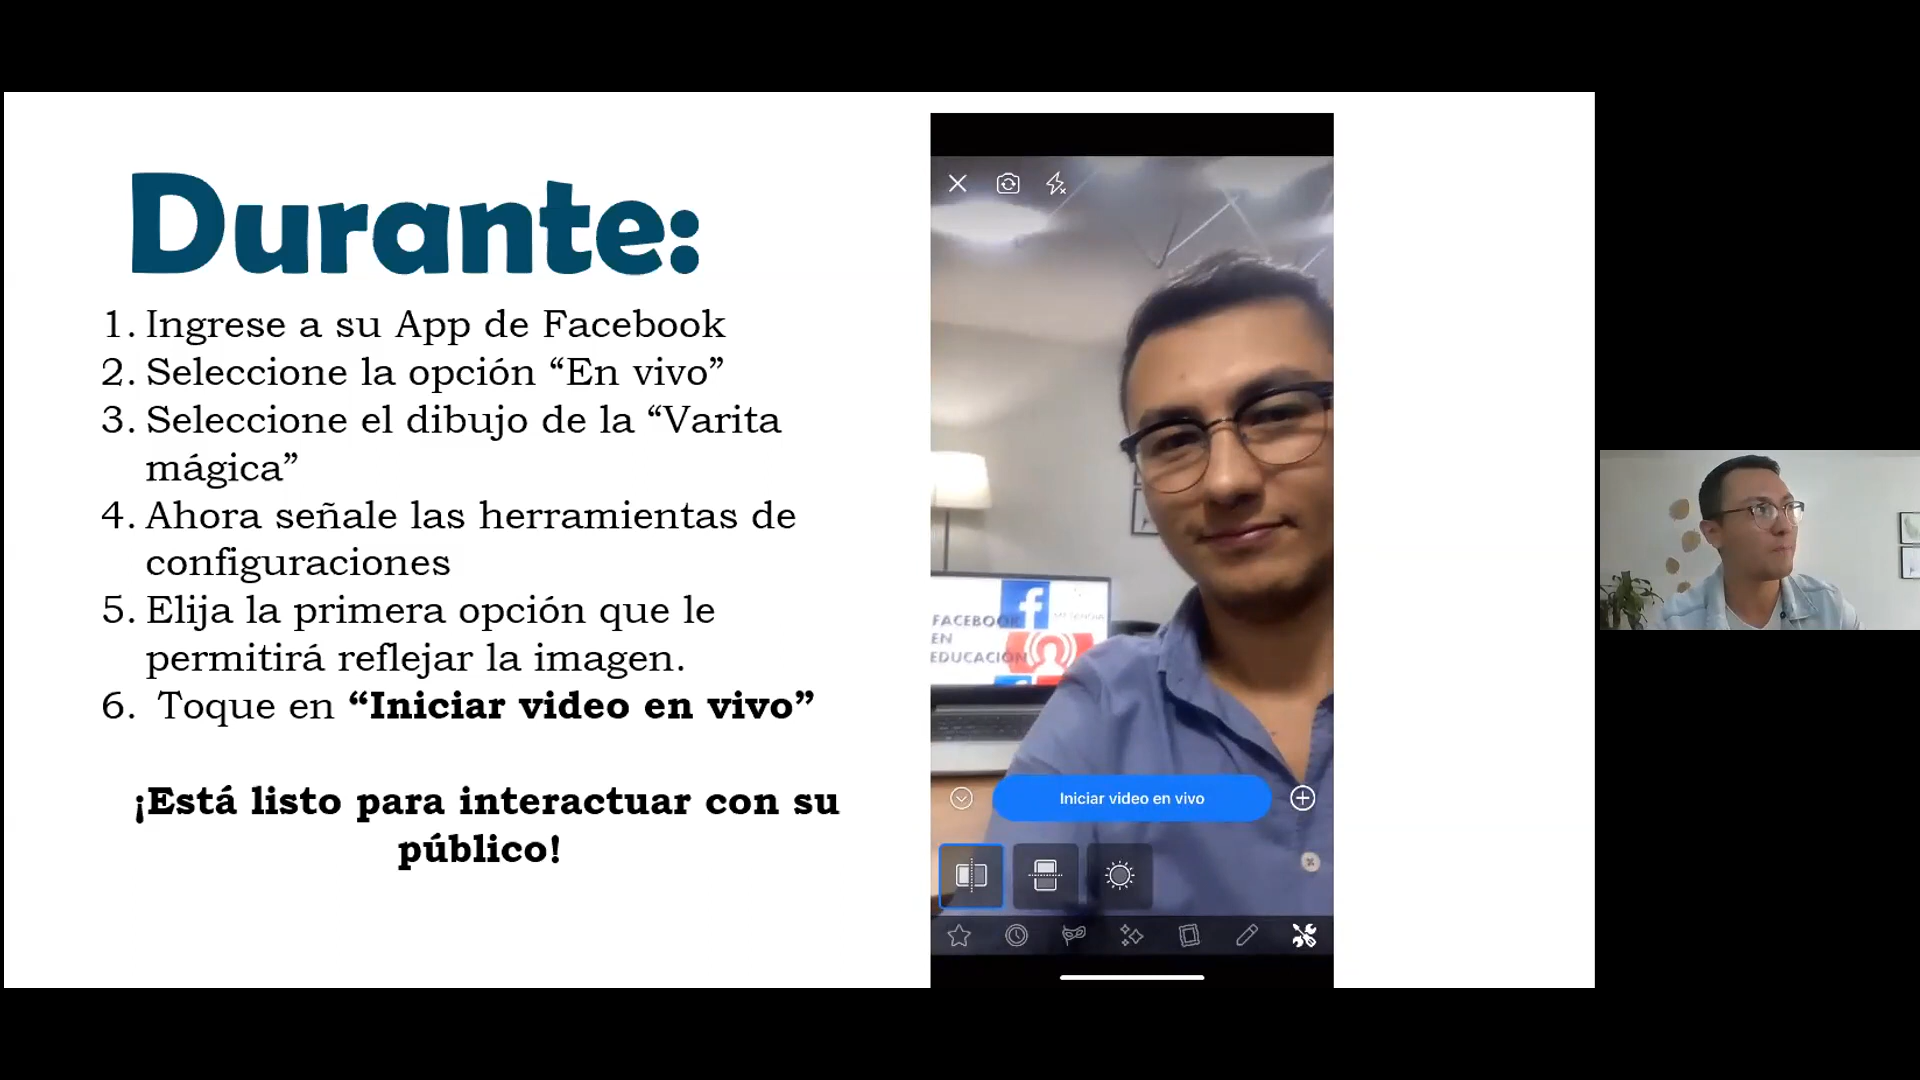 Durante:
1. Ingrese a su App de Facebook
2. Seleccione la opción “En vivo”
3. Seleccione el dibujo de la “Varita
mágica”
4. Ahora señale las herramientas de
configuraciones
5. Elija la primera opción que le
permitirá reflejar la imagen.
6. Toque en “Iniciar video en vivo”
¡Está listo para interactuar con su
público!
FACEBOOK
EN
EDUCACIÓN
Iniciar video en vivo